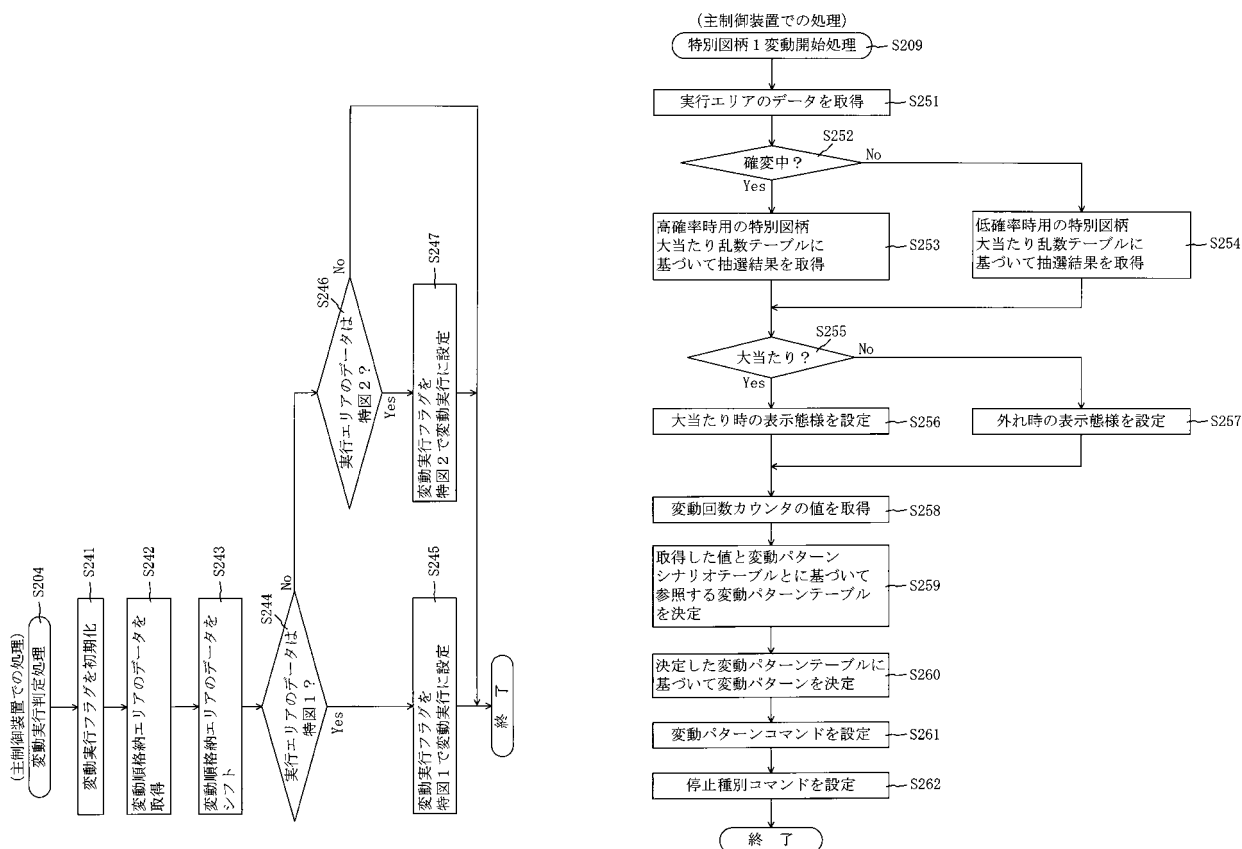 (主制御装置での処理)
変動実行判定処理
S204
変動実行フラグを初期化
S241
変動順格納エリアのデータを
取得
S242
変動順格納エリアのデータを
シフト
S243
実行エリアのデータは
特図1?
S244
Yes
No
変動実行フラグを
特図1で変動実行に設定
S245
実行エリアのデータは
特図2?
S246
Yes
No
変動実行フラグを
特図2で変動実行に設定
S247
終 了
(主制御装置での処理)
特別図柄1変動開始処理
S209
実行エリアのデータを取得
S251
確変中?
S252
No
Yes
高確率時用の特別図柄
大当たり乱数テーブルに
基づいて抽選結果を取得
S253
低確率時用の特別図柄
大当たり乱数テーブルに
基づいて抽選結果を取得
S254
大当たり?
S255
No
Yes
大当たり時の表示態様を設定
S256
外れ時の表示態様を設定
S257
変動回数カウンタの値を取得
S258
取得した値と変動パターン
シナリオテーブルとに基づいて
参照する変動パターンテーブル
を決定
S259
決定した変動パターンテーブルに
基づいて変動パターンを決定
S260
変動パターンコマンドを設定
S261
停止種別コマンドを設定
S262
終 了